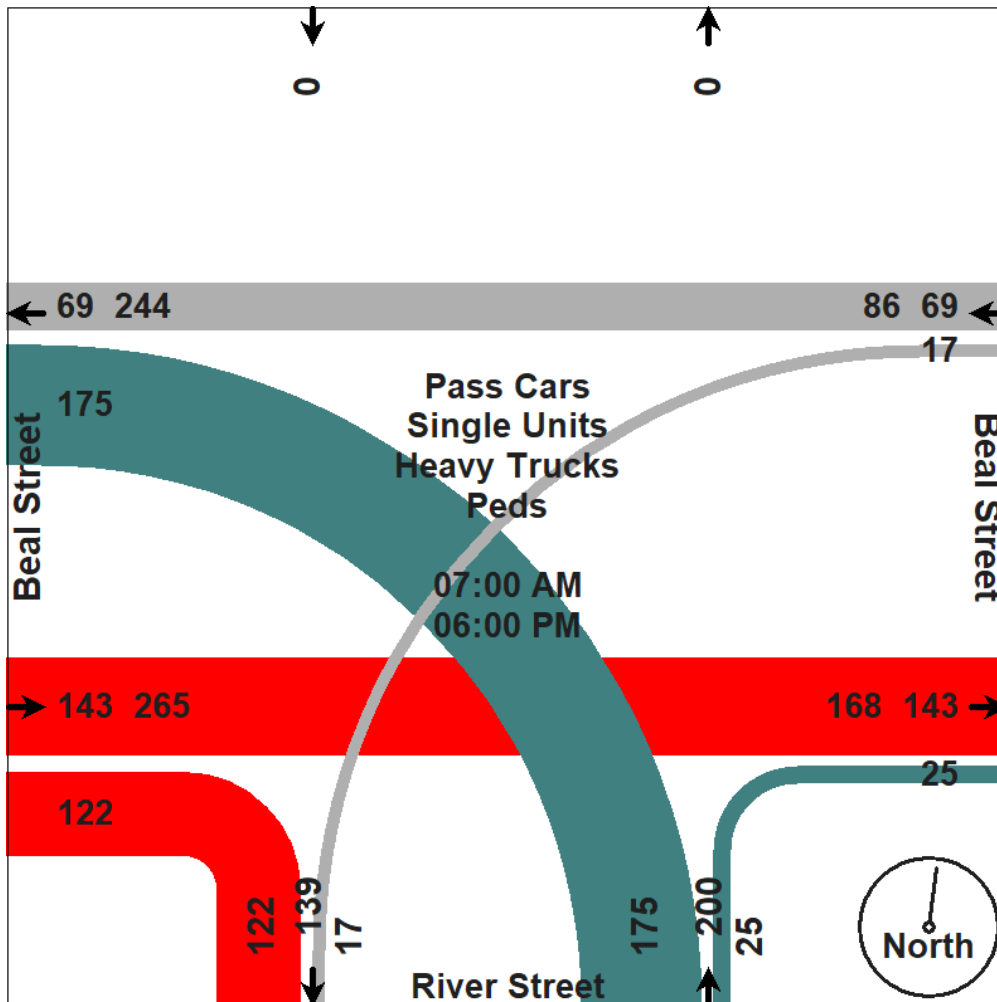 0 0
69 244 86 69
17
175
Pass Cars
Single Units
Heavy Trucks
Peds
Beal Street
Beal Street
07:00 AM
06:00 PM
143 265 168 143
25
122
122 139 17 175 200 25
North
River Street